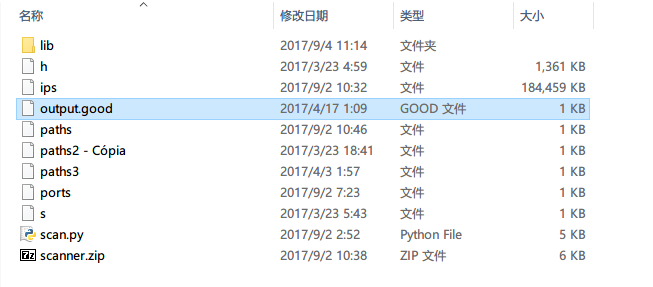 名称 修改日期 类型 大小
lib 2017/9/4 11:14 文件夹
h 2017/3/23 4:59 文件 1,361 KB
ips 2017/9/2 10:32 文件 184,459 KB
output.good 2017/4/17 1:09 GOOD 文件 1 KB
paths 2017/9/2 10:46 文件 1 KB
paths2 - Cópia 2017/3/23 18:41 文件 1 KB
paths3 2017/4/3 1:57 文件 1 KB
ports 2017/9/2 7:23 文件 1 KB
s 2017/3/23 5:43 文件 1 KB
scan.py 2017/9/2 2:52 Python File 5 KB
scanner.zip 2017/9/2 10:38 ZIP 文件 6 KB